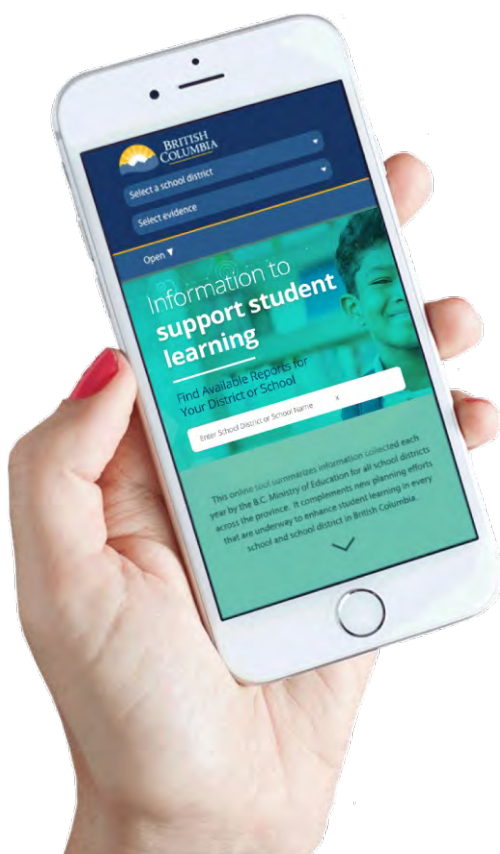 BRITISH
COLUMBIA
Select a school district
Select evidence
Open
Information to
support student
learning
Find Available Reports for
Your District or School
Enter School District or School Name x
This online tool summarizes information collected each
year by the B.C. Ministry of Education for all school districts
across the province. It complements new planning efforts
that are underway to enhance student learning in every
school and school district in British Columbia.